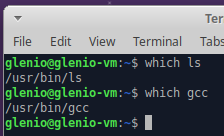 Ter
File Edit View Terminal Tabs
glenio@glenio-vm:~$ which ls
/usr/bin/ls
glenio@glenio-vm:~$ which gcc
/usr/bin/gcc
glenio@glenio-vm:~$